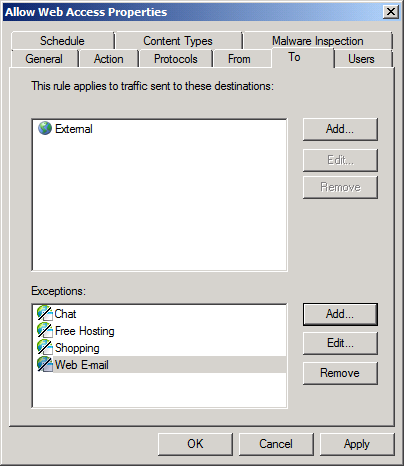 Allow Web Access Properties
Schedule Content Types Malware Inspection
General Action Protocols From To Users
This rule applies to traffic sent to these destinations:
External
Add...
Edit...
Remove
Exceptions:
Chat
Free Hosting
Shopping
Web E-mail
Add...
Edit...
Remove
OK Cancel Apply